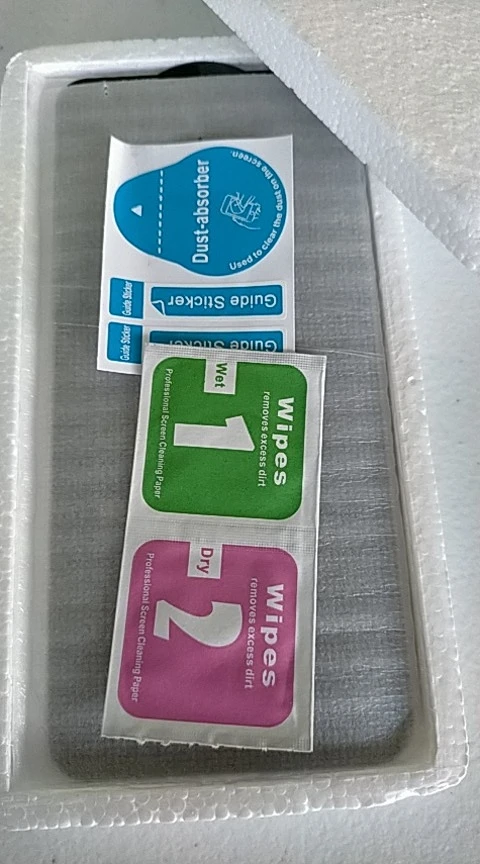 Dust-absorber
Used to clear the dust on the screen.
Guide Sticker
Guide Sticker
Guide Sticker
Guide Sticker
Wet
1
Wipes
removes excess dirt
Professional Screen Cleaning Paper
Dry
2
Wipes
removes excess dirt
Professional Screen Cleaning Paper